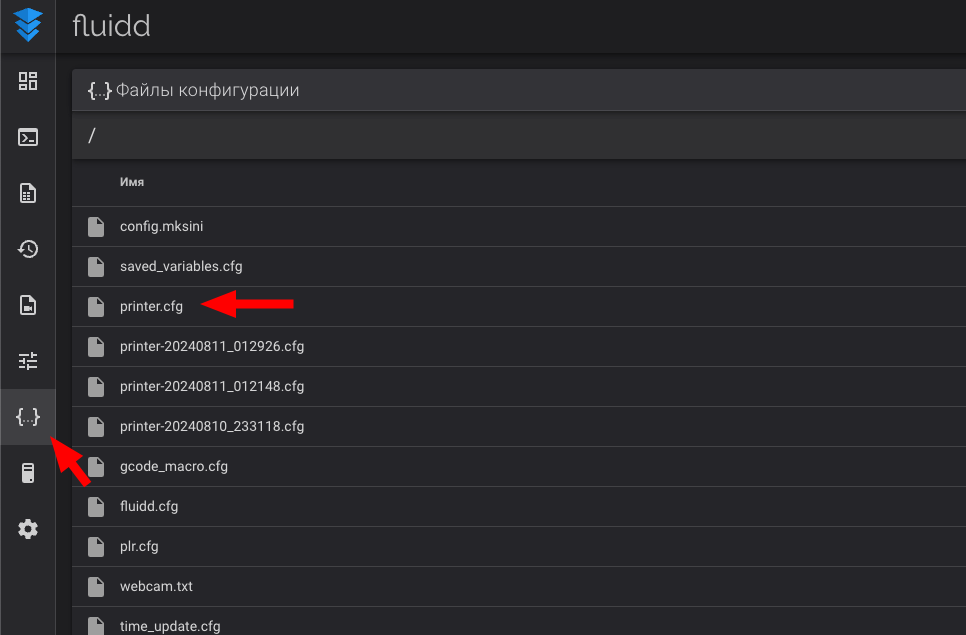 fluidd
{...} Файлы конфигурации
/
Имя
config.mksini
saved_variables.cfg
printer.cfg
printer-20240811_012926.cfg
printer-20240811_012148.cfg
printer-20240810_233118.cfg
{...}
gcode_macro.cfg
fluidd.cfg
plr.cfg
webcam.txt
time_update.cfg